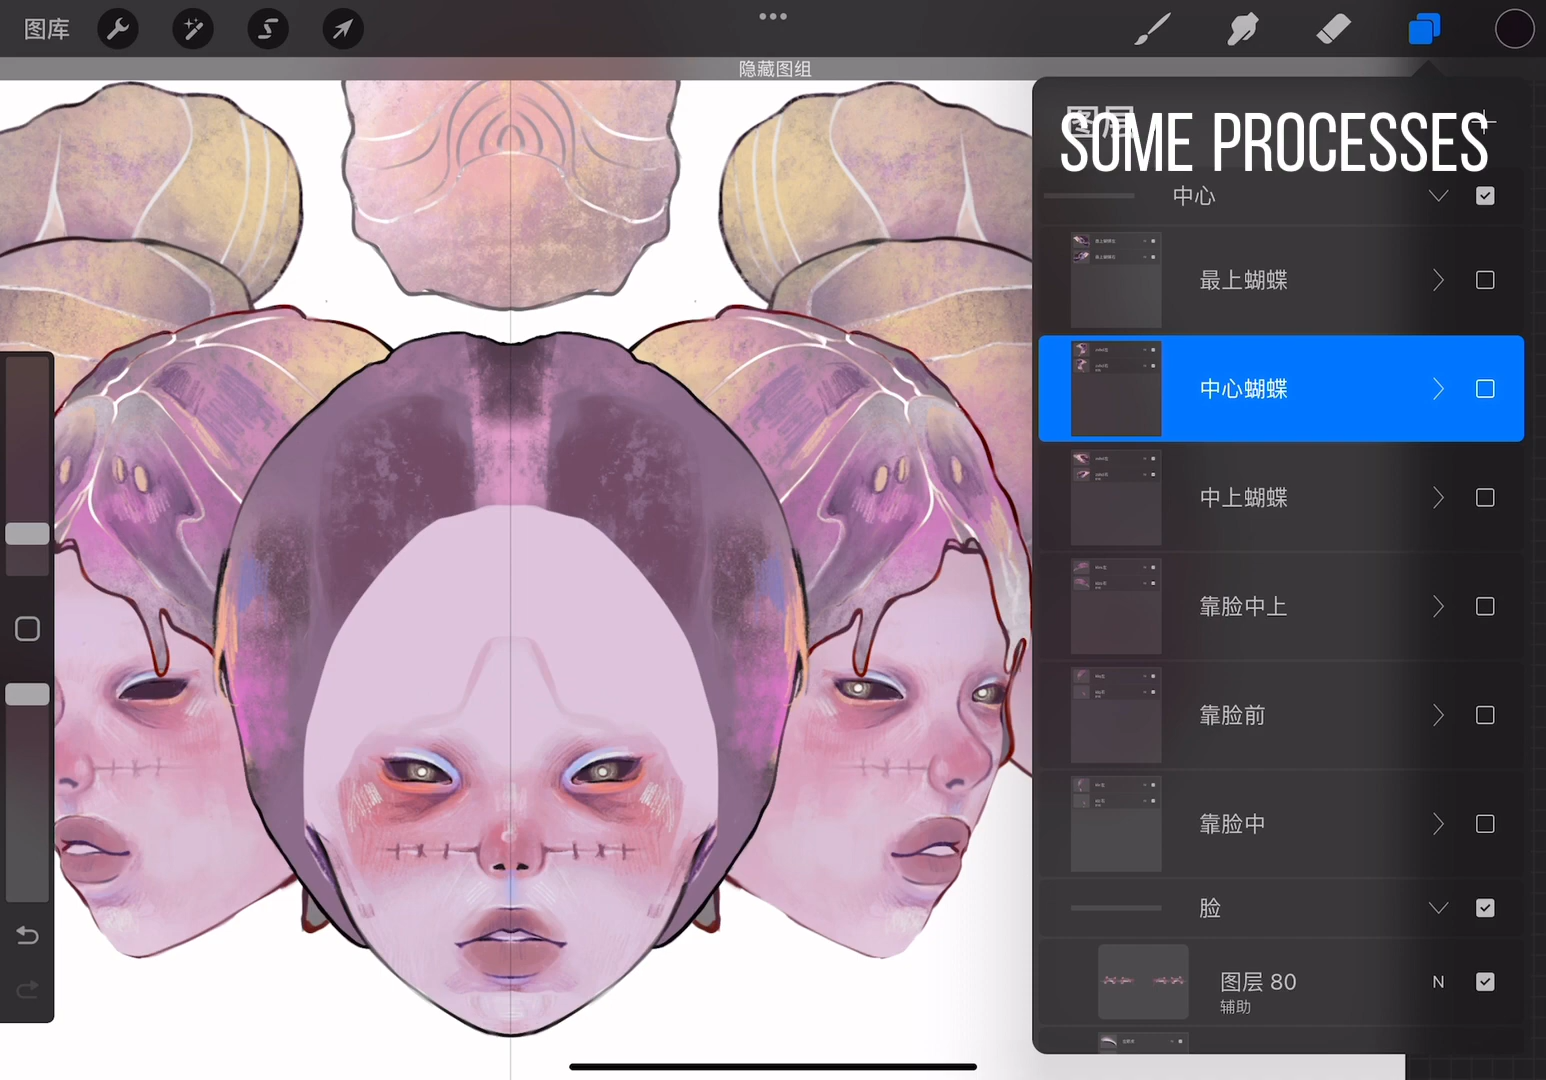 图库
隐藏图组
图层
SOME PROCESSES
中心
最上蝴蝶
中心蝴蝶
中上蝴蝶
靠脸中上
靠脸前
靠脸中
脸
图层 80
N
辅助